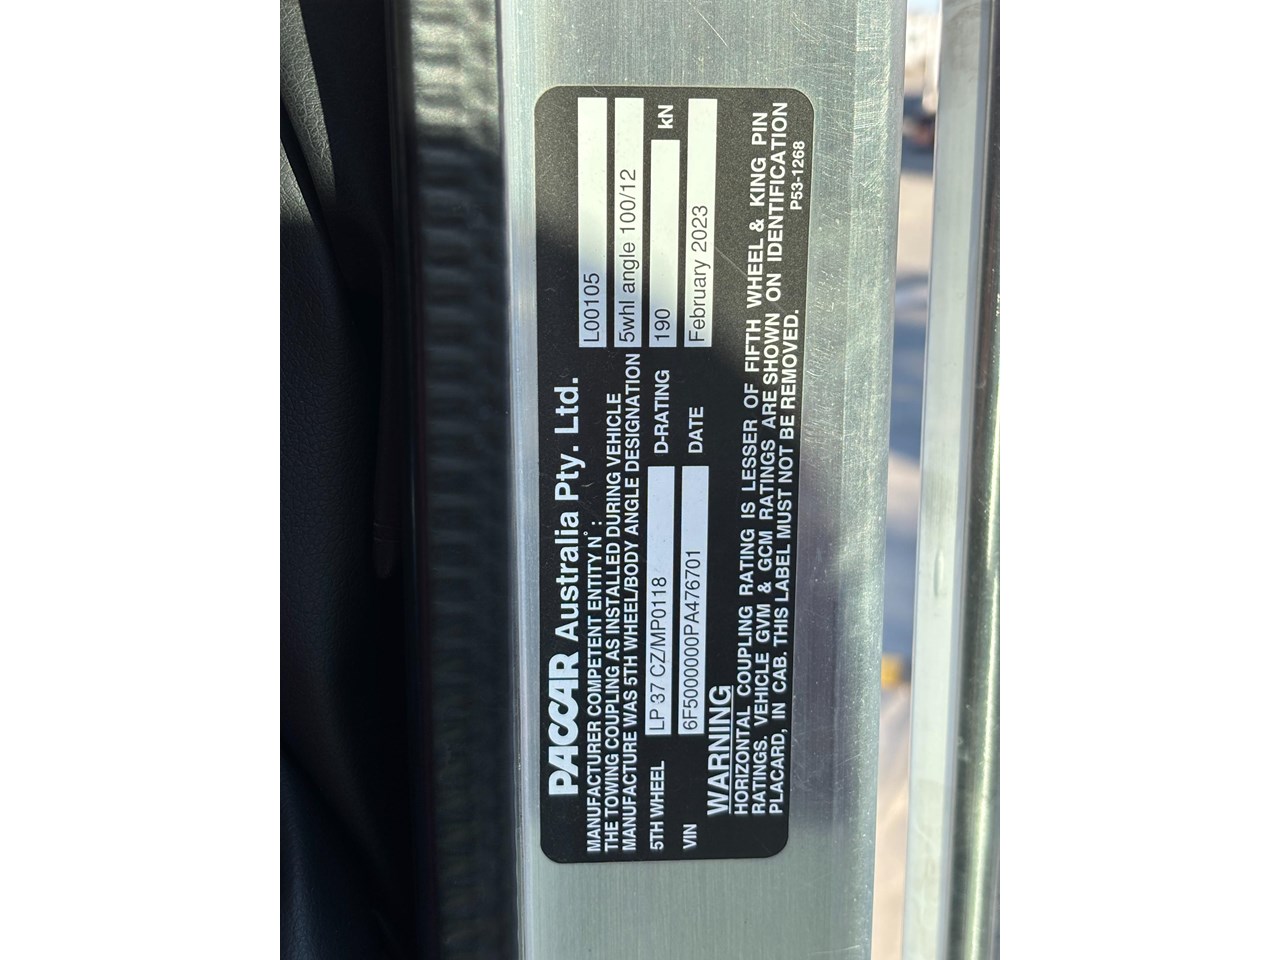 PACCAR Australia Pty. Ltd.
MANUFACTURER COMPETENT ENTITY N°: L00105
THE TOWING COUPLING AS INSTALLED DURING VEHICLE
MANUFACTURE WAS 5TH WHEEL/BODY ANGLE DESIGNATION 5whl angle 100/12
5TH WHEEL LP 37 CZ/MP0118 D-RATING 190 kN
VIN 6F5000000PA476701 DATE February 2023
WARNING
HORIZONTAL COUPLING RATING IS LESSER OF FIFTH WHEEL & KING PIN
RATINGS. VEHICLE GVM & GCM RATINGS ARE SHOWN ON IDENTIFICATION
PLACARD, IN CAB. THIS LABEL MUST NOT BE REMOVED.
P53-1268